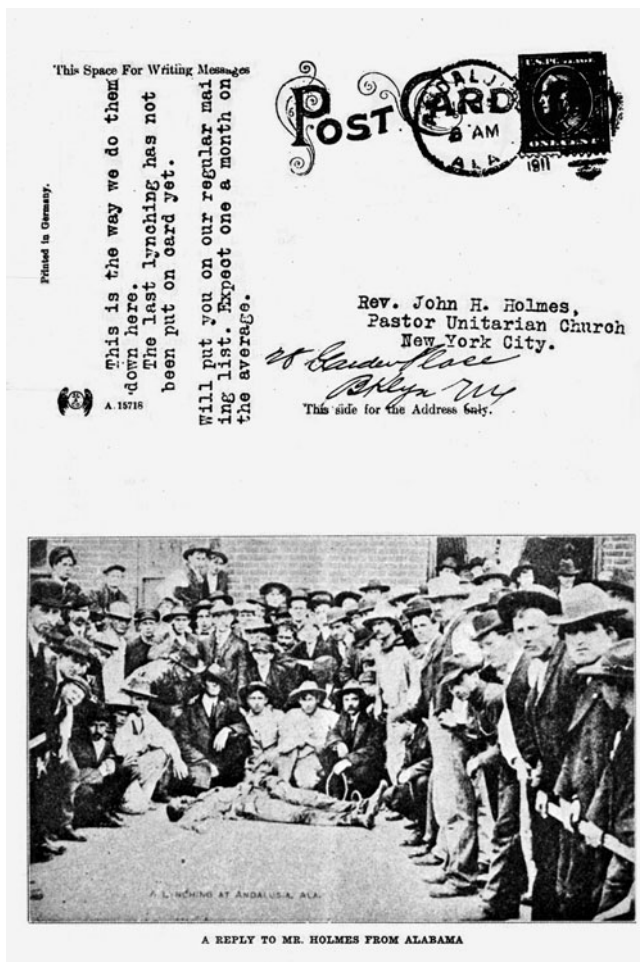 This Space For Writing Messages
This is the way we do them
down here.
The last lynching has not
been put on card yet.
Will put you on our regular mai
ing list. Expect one a month on
the average.
Printed in Germany.
A. 15718
POST CARD
8 AM
ALA
1911
U.S. POSTAGE
ONE CENT
Rev. John H. Holmes,
Pastor Unitarian Church
New York City.
Garden Place
Bklyn NY
This side for the Address only.
A LYNCHING AT ANDALUSIA, ALA.
A REPLY TO MR. HOLMES FROM ALABAMA